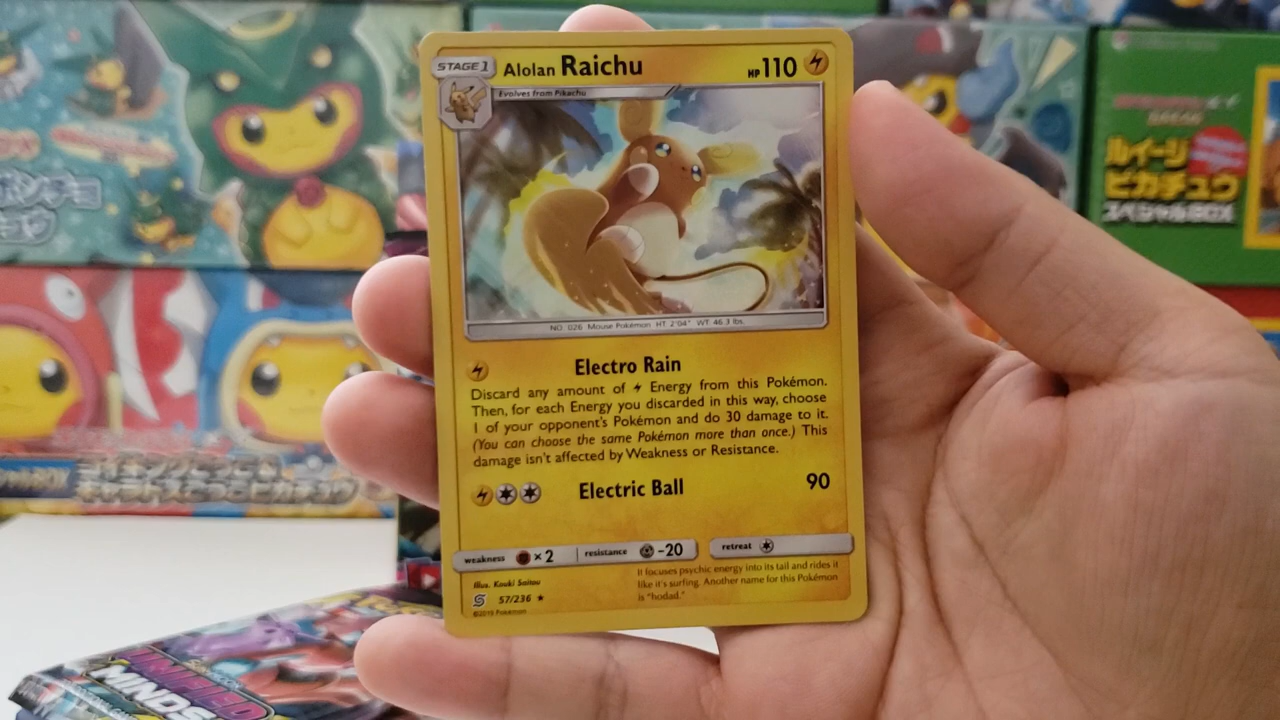 STAGE 1
Alolan Raichu
HP 110
Evolves from Pikachu
NO. 026 Mouse Pokémon HT: 2'04" WT: 46.3 lbs.
Electro Rain
Discard any amount of Energy from this Pokémon.
Then, for each Energy you discarded in this way, choose
1 of your opponent's Pokémon and do 30 damage to it.
(You can choose the same Pokémon more than once.) This
damage isn't affected by Weakness or Resistance.
Electric Ball 90
weakness ×2 resistance -20 retreat
It focuses psychic energy into its tail and rides it
like it's surfing. Another name for this Pokémon
is "hodad."
Illus. Kouki Saitou
57/236
©2019 Pokémon
ルイージ
ピカチュウ
スペシャルBOX
UNIFIED
MINDS